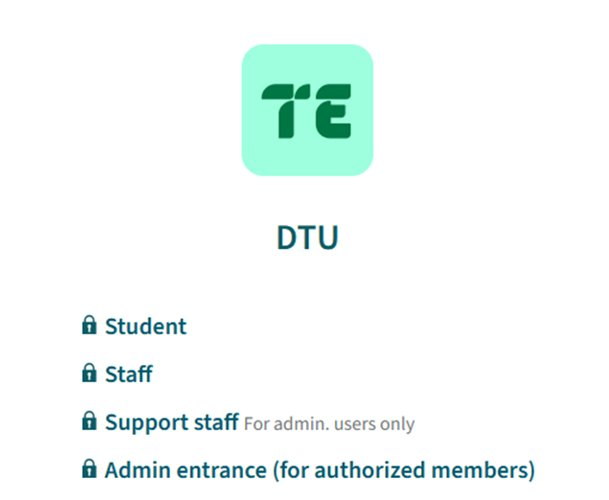 TE
DTU
Student
Staff
Support staff For admin. users only
Admin entrance (for authorized members)